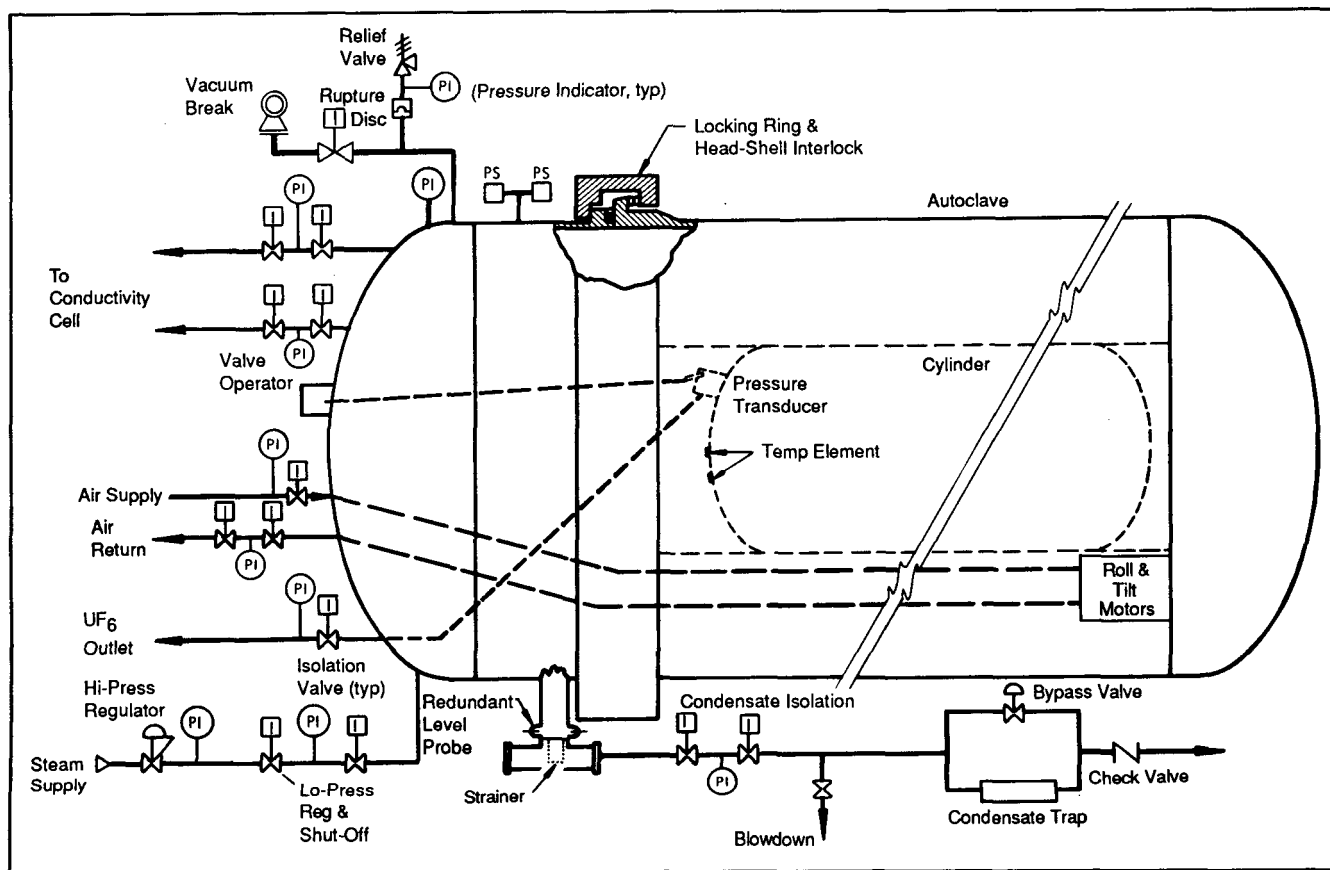 Relief
Valve
PI
(Pressure Indicator, typ)
Vacuum
Break
Rupture
Disc
I
Locking Ring &
Head-Shell Interlock
PS
PS
PI
PI
I
I
Autoclave
To
Conductivity
Cell
I
I
PI
Valve
Operator
Cylinder
Pressure
Transducer
Temp Element
PI
I
Air Supply
I
I
Air
Return
PI
Roll &
Tilt
Motors
PI
I
UF6
Outlet
Isolation
Valve (typ)
Hi-Press
Regulator
PI
I
PI
I
Steam
Supply
Lo-Press
Reg &
Shut-Off
Redundant
Level
Probe
Strainer
Condensate Isolation
I
I
PI
Blowdown
Bypass Valve
Check Valve
Condensate Trap